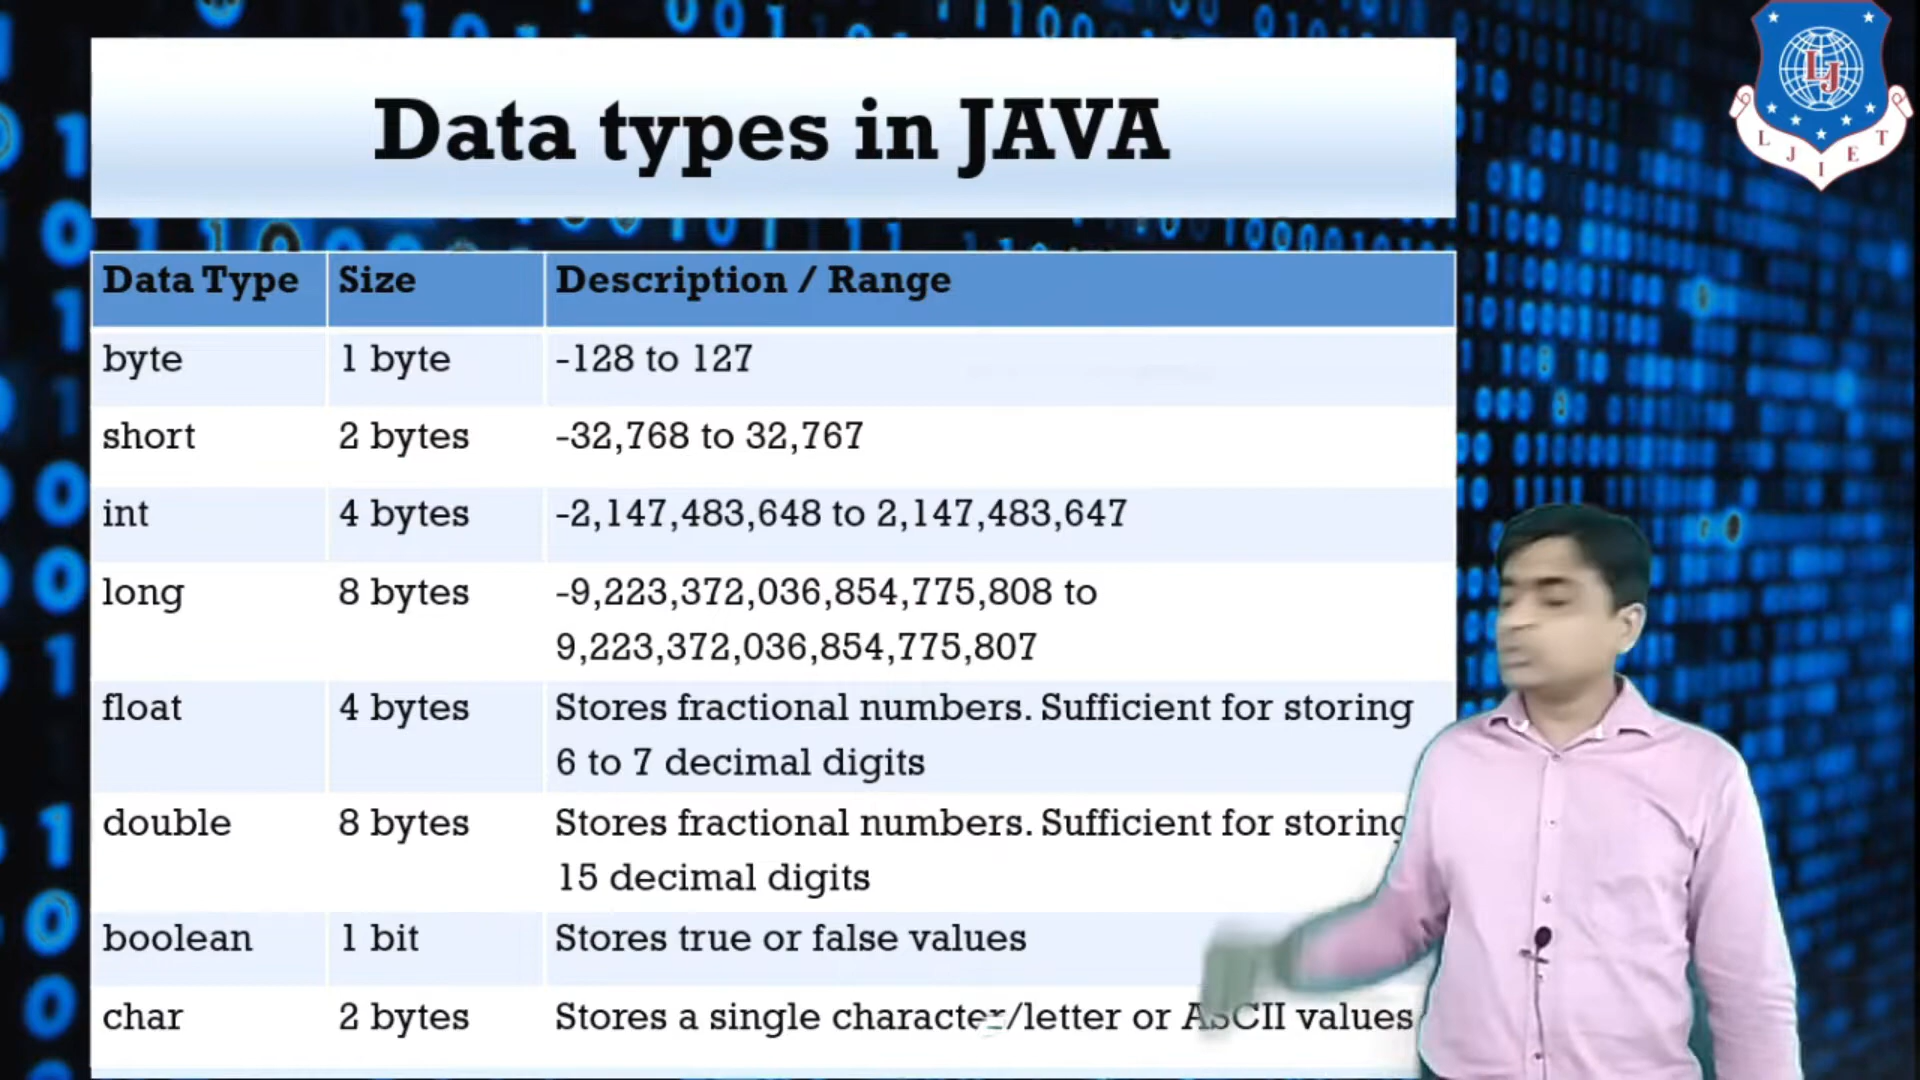 Data types in JAVA
LJ
L J I E T
Data Type Size Description / Range
byte 1 byte -128 to 127
short 2 bytes -32,768 to 32,767
int 4 bytes -2,147,483,648 to 2,147,483,647
long 8 bytes -9,223,372,036,854,775,808 to
9,223,372,036,854,775,807
float 4 bytes Stores fractional numbers. Sufficient for storing
6 to 7 decimal digits
double 8 bytes Stores fractional numbers. Sufficient for storing
15 decimal digits
boolean 1 bit Stores true or false values
char 2 bytes Stores a single character/letter or ASCII values